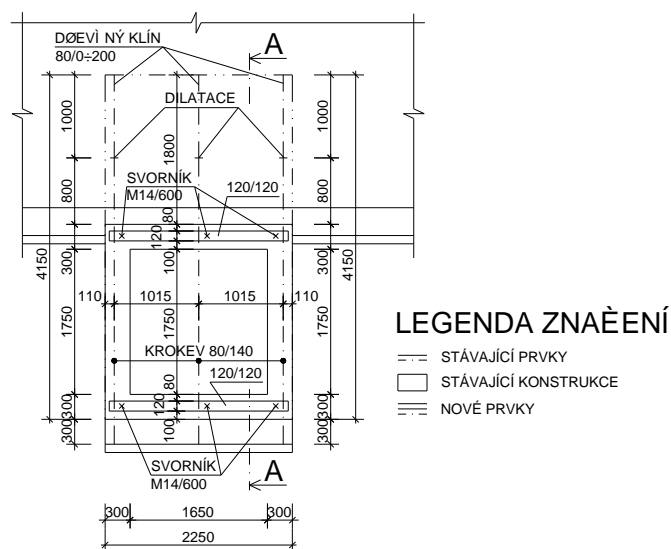 DØEVÌ NÝ KLÍN
80/0÷200
A
DILATACE
1000
1000
1800
SVORNÍK
M14/600
120/120
800
80
800
120
4150
300
100
300
4150
110
1015
1015
110
1750
1750
1750
KROKEV 80/140
120/120
80
300
120
300
300
100
300
SVORNÍK
M14/600
A
300
1650
300
2250
LEGENDA ZNAÈENÍ
STÁVAJÍCÍ PRVKY
STÁVAJÍCÍ KONSTRUKCE
NOVÉ PRVKY